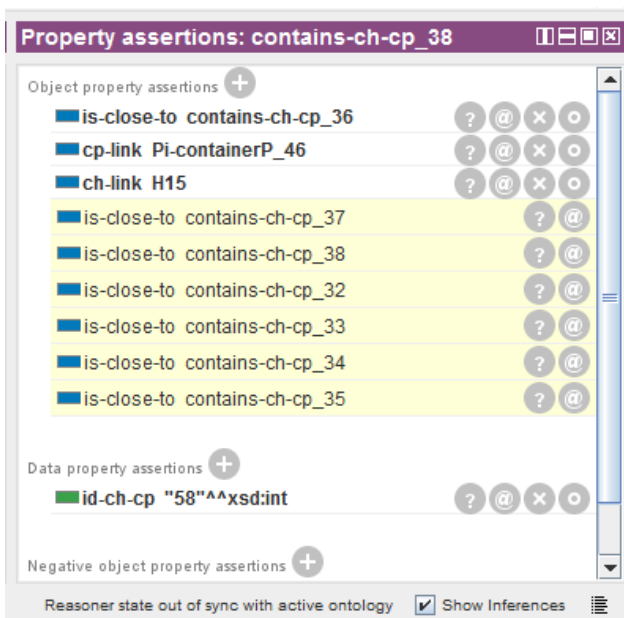 Property assertions: contains-ch-cp_38
Object property assertions
is-close-to contains-ch-cp_36
cp-link Pi-containerP_46
ch-link H15
is-close-to contains-ch-cp_37
is-close-to contains-ch-cp_38
is-close-to contains-ch-cp_32
is-close-to contains-ch-cp_33
is-close-to contains-ch-cp_34
is-close-to contains-ch-cp_35
Data property assertions
id-ch-cp "58"^^xsd:int
Negative object property assertions
Reasoner state out of sync with active ontology Show Inferences